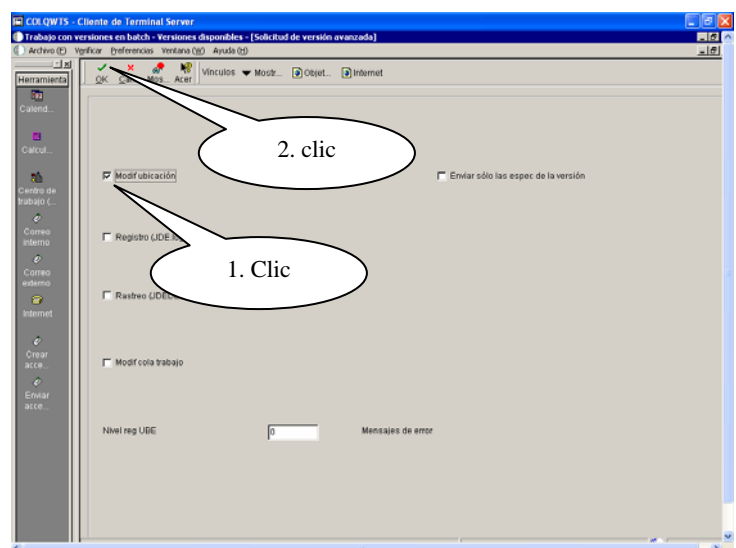 COLQWTS - Cliente de Terminal Server
Trabajo con versiones en batch - Versiones disponibles - [Solicitud de versión avanzada]
Archivo (F) Verificar Preferencias Ventana (W) Ayuda (H)
Herramienta
OK Mos... Acer Vínculos Mostr... Objet... Internet
Calend...
Calcul...
Centro de
trabajo (...
Correo
interno
Correo
externo
Internet
Crear
acce...
Enviar
acce...
2. clic
Modif ubicación Enviar sólo las espec de la versión
Registro (JDE.log
1. Clic
Rastreo (JDEDE
Modif cola trabajo
Nivel reg UBE 0 Mensajes de error